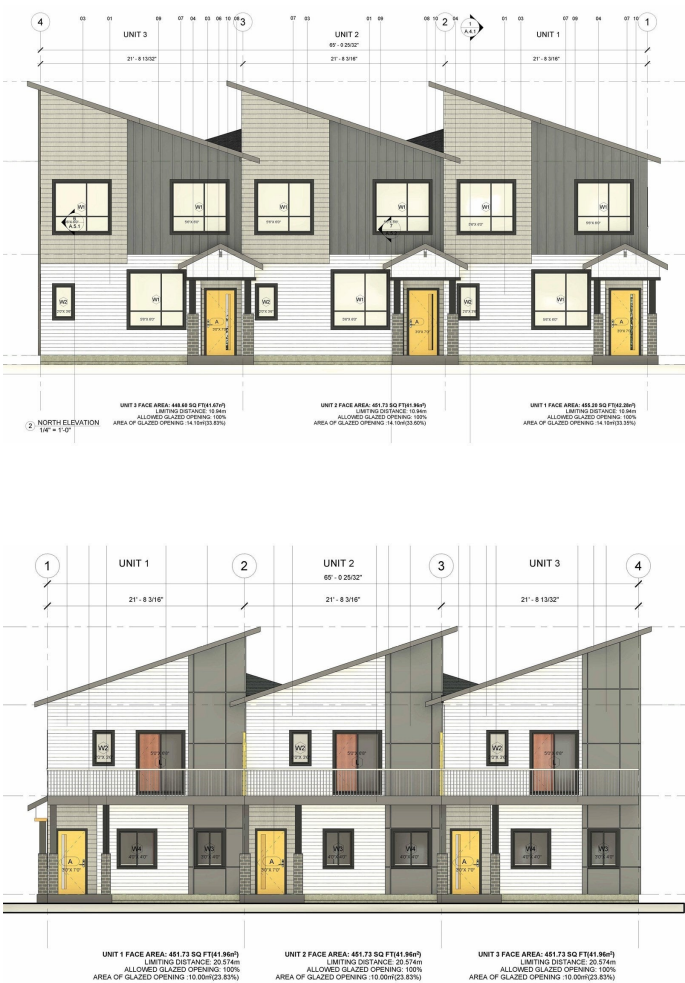 4
03
01
09
07
04
03
06
10
08
3
07
03
01
09
08
10
2
04
1
A.4.1
03
01
07
09
04
07
10
1
UNIT 3
UNIT 2
UNIT 1
65' - 0 25/32"
21' - 8 13/32"
21' - 8 3/16"
21' - 8 3/16"
W1
W1
W1
W1
W1
W1
A.5.1
W2
W1
A
W2
W1
A
W2
W1
A
UNIT 3 FACE AREA: 448.60 SQ FT(41.67m²)
LIMITING DISTANCE: 10.94m
ALLOWED GLAZED OPENING: 100%
AREA OF GLAZED OPENING :14.10m²(33.83%)
UNIT 2 FACE AREA: 451.73 SQ FT(41.96m²)
LIMITING DISTANCE: 10.94m
ALLOWED GLAZED OPENING: 100%
AREA OF GLAZED OPENING :14.10m²(33.60%)
UNIT 1 FACE AREA: 455.20 SQ FT(42.28m²)
LIMITING DISTANCE: 10.94m
ALLOWED GLAZED OPENING: 100%
AREA OF GLAZED OPENING :14.10m²(33.35%)
2 NORTH ELEVATION
1/4" = 1'-0"
1
UNIT 1
2
UNIT 2
3
UNIT 3
4
65' - 0 25/32"
21' - 8 3/16"
21' - 8 3/16"
21' - 8 13/32"
W2
W2
W2
A
W4
W3
A
W3
W4
A
W4
W3
UNIT 1 FACE AREA: 451.73 SQ FT(41.96m²)
LIMITING DISTANCE: 20.574m
ALLOWED GLAZED OPENING: 100%
AREA OF GLAZED OPENING :10.00m²(23.83%)
UNIT 2 FACE AREA: 451.73 SQ FT(41.96m²)
LIMITING DISTANCE: 20.574m
ALLOWED GLAZED OPENING: 100%
AREA OF GLAZED OPENING :10.00m²(23.83%)
UNIT 3 FACE AREA: 451.73 SQ FT(41.96m²)
LIMITING DISTANCE: 20.574m
ALLOWED GLAZED OPENING: 100%
AREA OF GLAZED OPENING :10.00m²(23.83%)